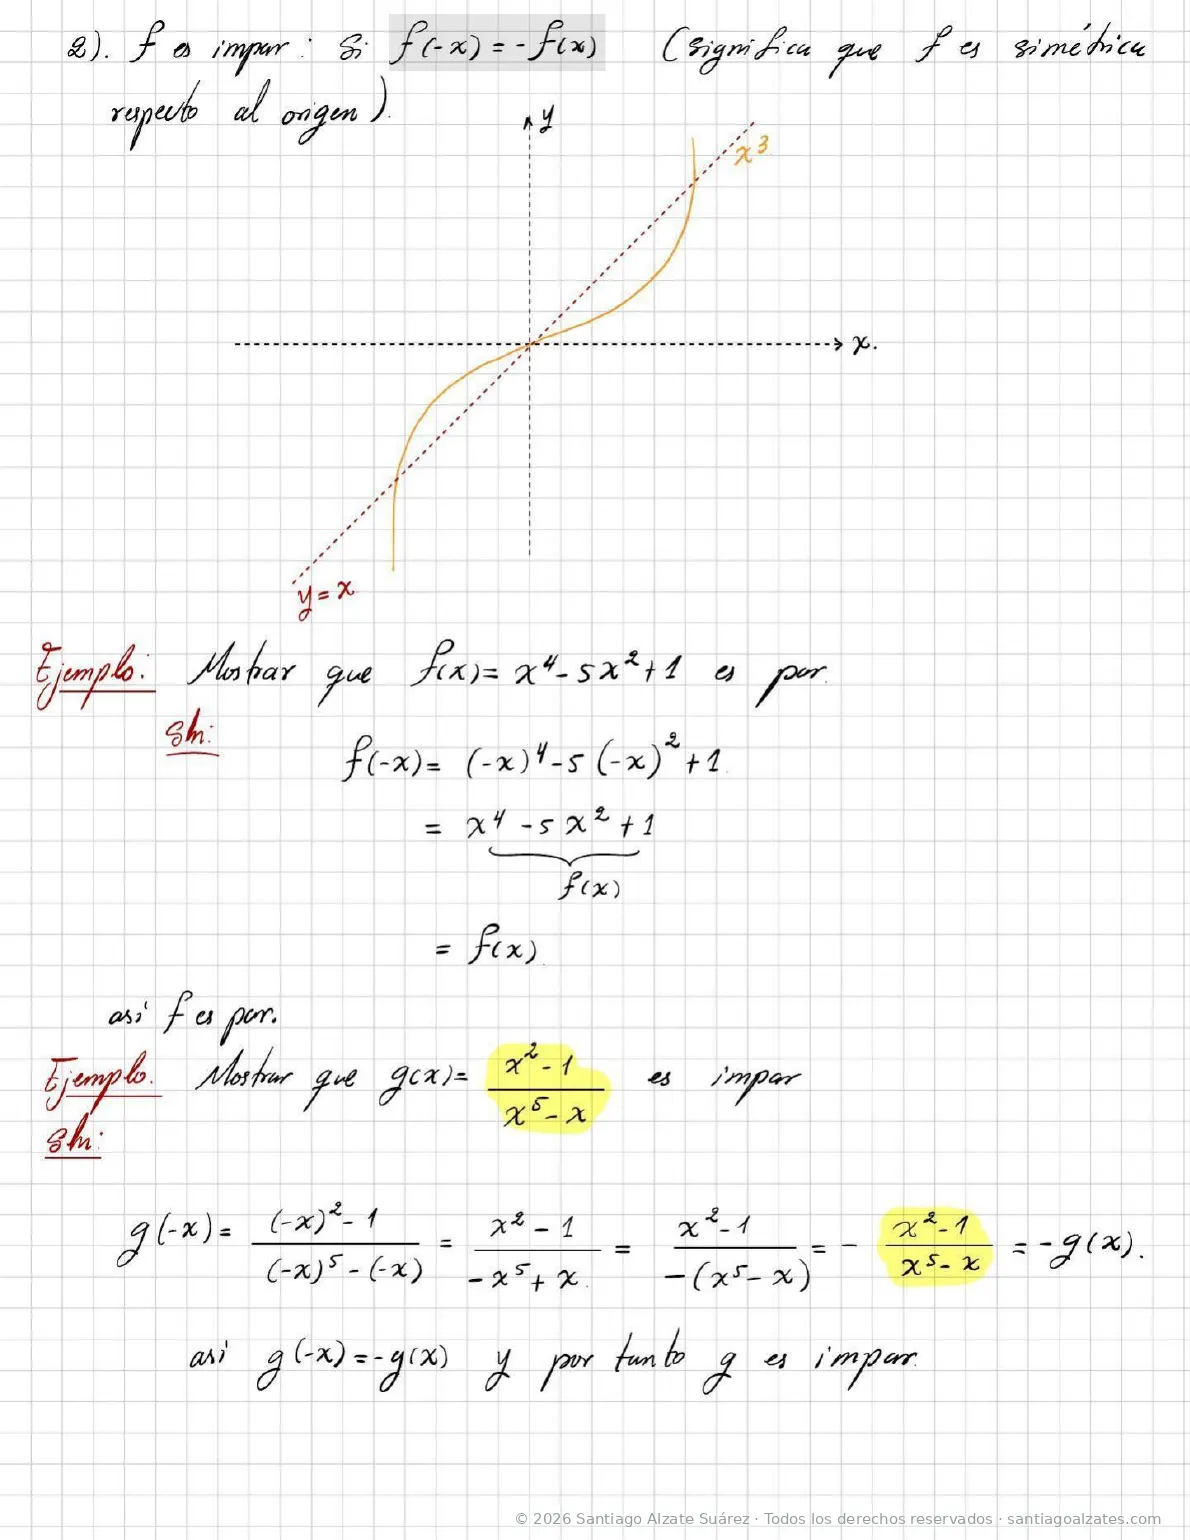 2). f es impar: Si f(-x) = -f(x) (significa que f es simétrica
respecto al origen).
y
x³
x.
y = x
Ejemplo: Mostrar que f(x) = x⁴ - 5x² + 1 es par.
Sln:
f(-x) = (-x)⁴ - 5(-x)² + 1.
= x⁴ - 5x² + 1
f(x)
= f(x).
asi f es par.
Ejemplo. Mostrar que g(x) = (x² - 1)/(x⁵ - x) es impar
Sln:
g(-x) = ((-x)² - 1)/((-x)⁵ - (-x)) = (x² - 1)/(-x⁵ + x) = (x² - 1)/(-(x⁵ - x)) = - (x² - 1)/(x⁵ - x) = -g(x).
asi g(-x) = -g(x) y por tanto g es impar.
© 2026 Santiago Alzate Suárez · Todos los derechos reservados · santiagoalzates.com